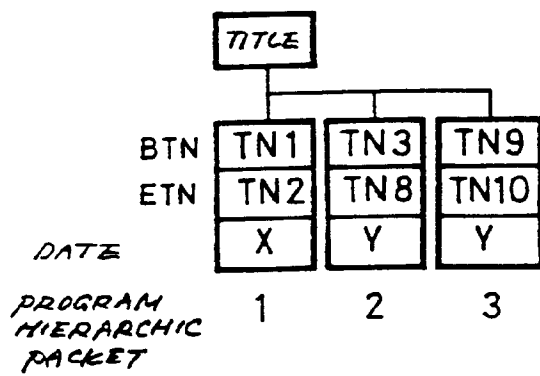 TITLE
BTN TN1 TN3 TN9
ETN TN2 TN8 TN10
DATE X Y Y
PROGRAM 1 2 3
HIERARCHIC
PACKET